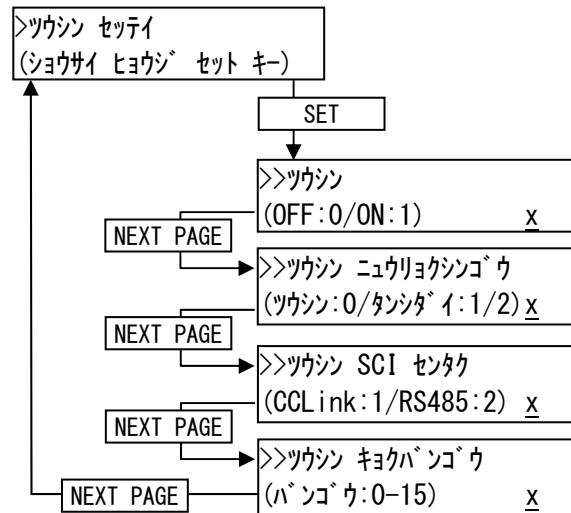 >ﾂｳｼﾝ ｾｯﾃｲ
(ｼｮｳｻｲ ﾋｮｳｼﾞ ｾｯﾄ ｷｰ)
SET
>>ﾂｳｼﾝ
(OFF:0/ON:1) x
NEXT PAGE
>>ﾂｳｼﾝ ﾆｭｳﾘｮｸｼﾝｺﾞｳ
(ﾂｳｼﾝ:0/ﾀﾝｼﾀﾞｲ:1/2) x
NEXT PAGE
>>ﾂｳｼﾝ SCI ｾﾝﾀｸ
(CCLink:1/RS485:2) x
NEXT PAGE
>>ﾂｳｼﾝ ｷｮｸﾊﾞﾝｺﾞｳ
(ﾊﾞﾝｺﾞｳ:0-15) x
NEXT PAGE